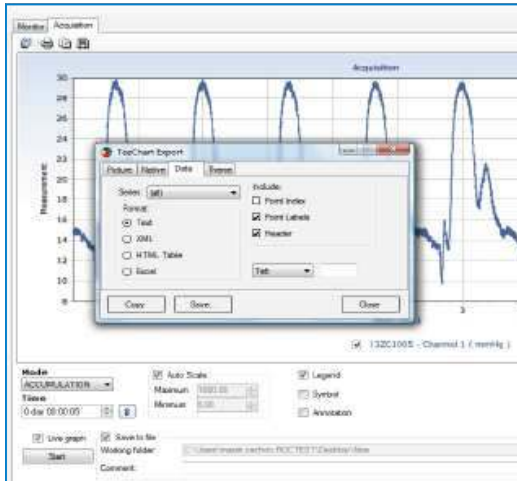 Monitor Acquisition
Acquisition
30
28
26
24
22
18
16
14
12
10
8
Measurement
TeeChart Export
Picture Native Data Theme
Series: (all)
Format:
Text
XML
HTML Table
Excel
Include:
Point Index
Point Labels
Header
Tab
Copy Save... Close
3
- Channel 1 ( mmHg )
Mode
ACCUMULATION
Time
Auto Scale
Maximum
Minimum
Legend
Symbol
Annotation
Live graph
Start
Save to file
Working folder
Comment: